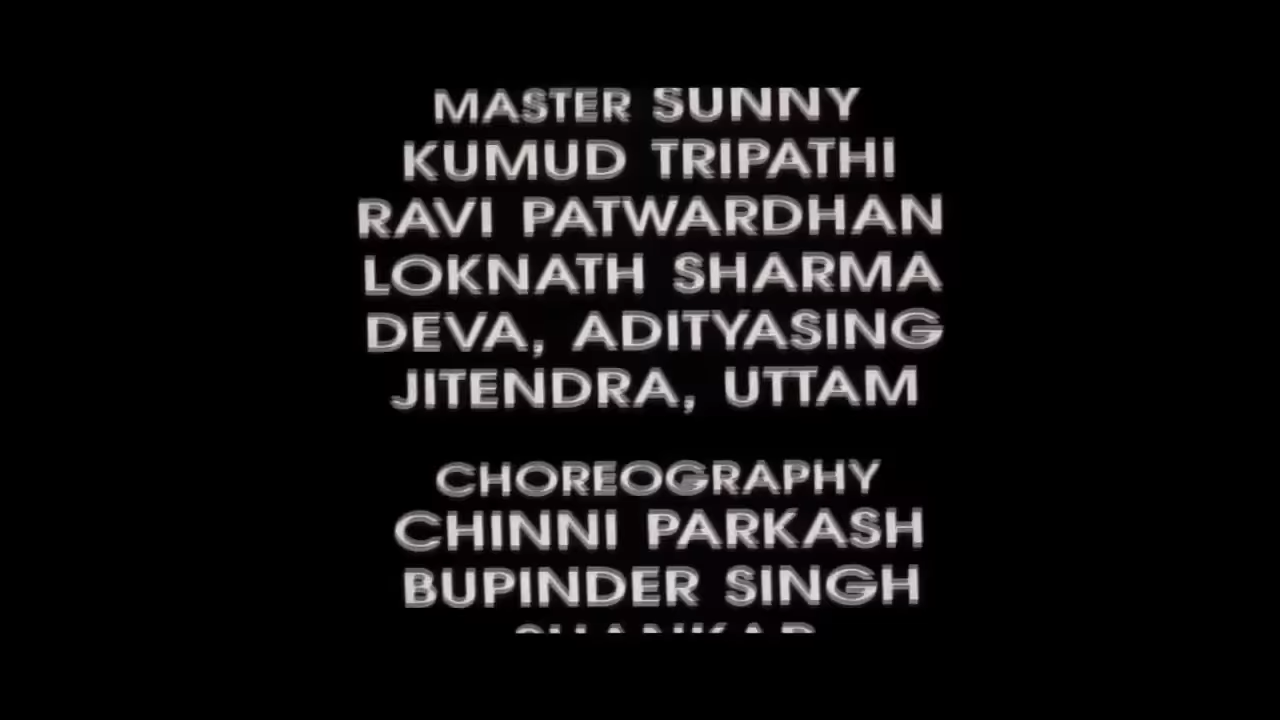 MASTER SUNNY
KUMUD TRIPATHI
RAVI PATWARDHAN
LOKNATH SHARMA
DEVA, ADITYASING
JITENDRA, UTTAM
CHOREOGRAPHY
CHINNI PARKASH
BUPINDER SINGH